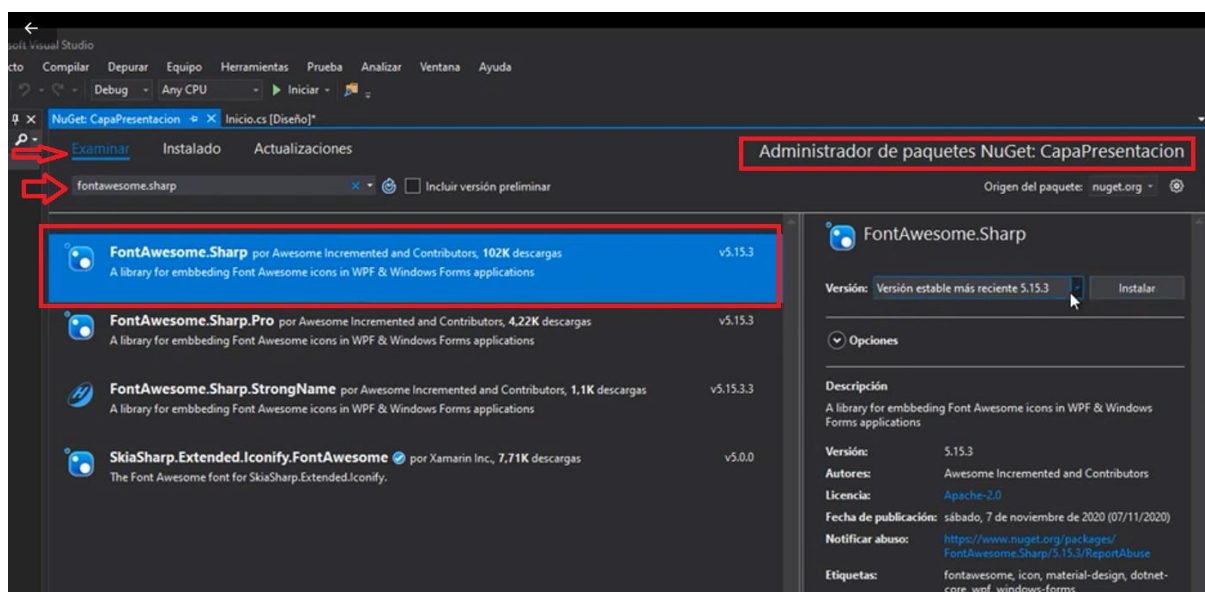 soft Visual Studio
cto Compilar Depurar Equipo Herramientas Prueba Analizar Ventana Ayuda
Debug Any CPU Iniciar
NuGet: CapaPresentacion Inicio.cs [Diseño]*
Examinar Instalado Actualizaciones
Administrador de paquetes NuGet: CapaPresentacion
fontawesome.sharp Incluir versión preliminar
Origen del paquete: nuget.org
FontAwesome.Sharp por Awesome Incremented and Contributors, 102K descargas v5.15.3
A library for embbeding Font Awesome icons in WPF & Windows Forms applications
FontAwesome.Sharp.Pro por Awesome Incremented and Contributors, 4,22K descargas v5.15.3
A library for embbeding Font Awesome icons in WPF & Windows Forms applications
FontAwesome.Sharp.StrongName por Awesome Incremented and Contributors, 1,1K descargas v5.15.3.3
A library for embbeding Font Awesome icons in WPF & Windows Forms applications
SkiaSharp.Extended.Iconify.FontAwesome por Xamarin Inc., 7,71K descargas v5.0.0
The Font Awesome font for SkiaSharp.Extended.Iconify.
FontAwesome.Sharp
Versión: Versión estable más reciente 5.15.3 Instalar
Opciones
Descripción
A library for embbeding Font Awesome icons in WPF & Windows
Forms applications
Versión: 5.15.3
Autores: Awesome Incremented and Contributors
Licencia: Apache-2.0
Fecha de publicación: sábado, 7 de noviembre de 2020 (07/11/2020)
Notificar abuso: https://www.nuget.org/packages/
FontAwesome.Sharp/5.15.3/ReportAbuse
Etiquetas: fontawesome, icon, material-design, dotnet-
core, wpf, windows-forms